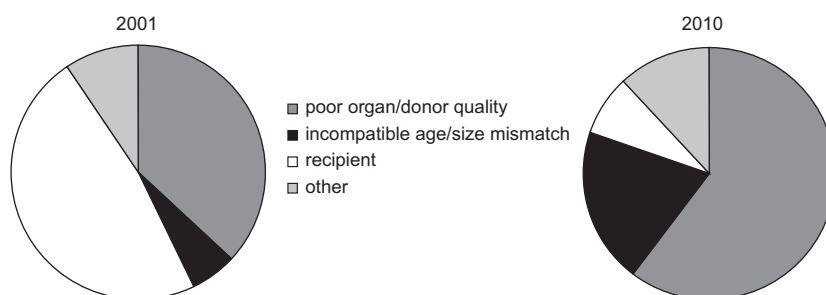 2001
2010
poor organ/donor quality
incompatible age/size mismatch
recipient
other